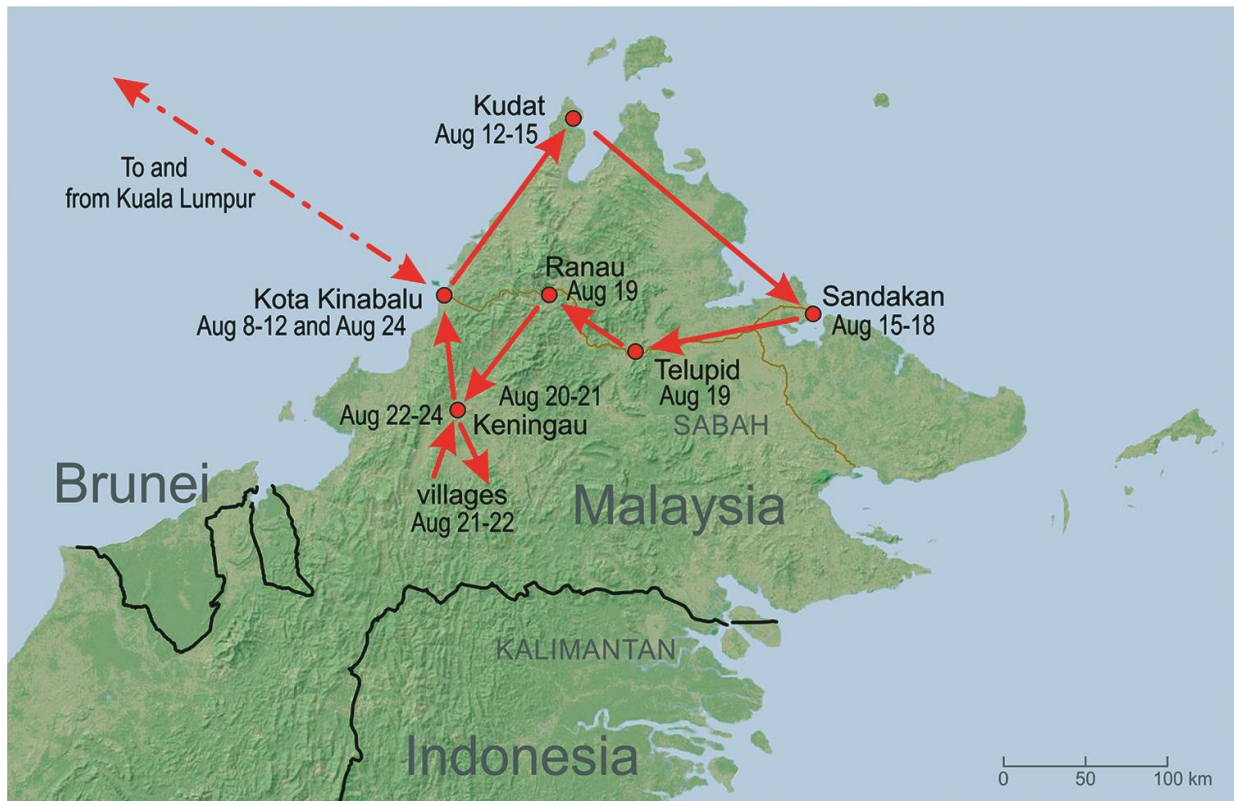 Kudat
Aug 12-15
To and
from Kuala Lumpur
Ranau
Aug 19
Kota Kinabalu
Aug 8-12 and Aug 24
Sandakan
Aug 15-18
Telupid
Aug 19
Aug 20-21
Aug 22-24
Keningau
SABAH
Brunei
villages
Aug 21-22
Malaysia
KALIMANTAN
Indonesia
0 50 100 km